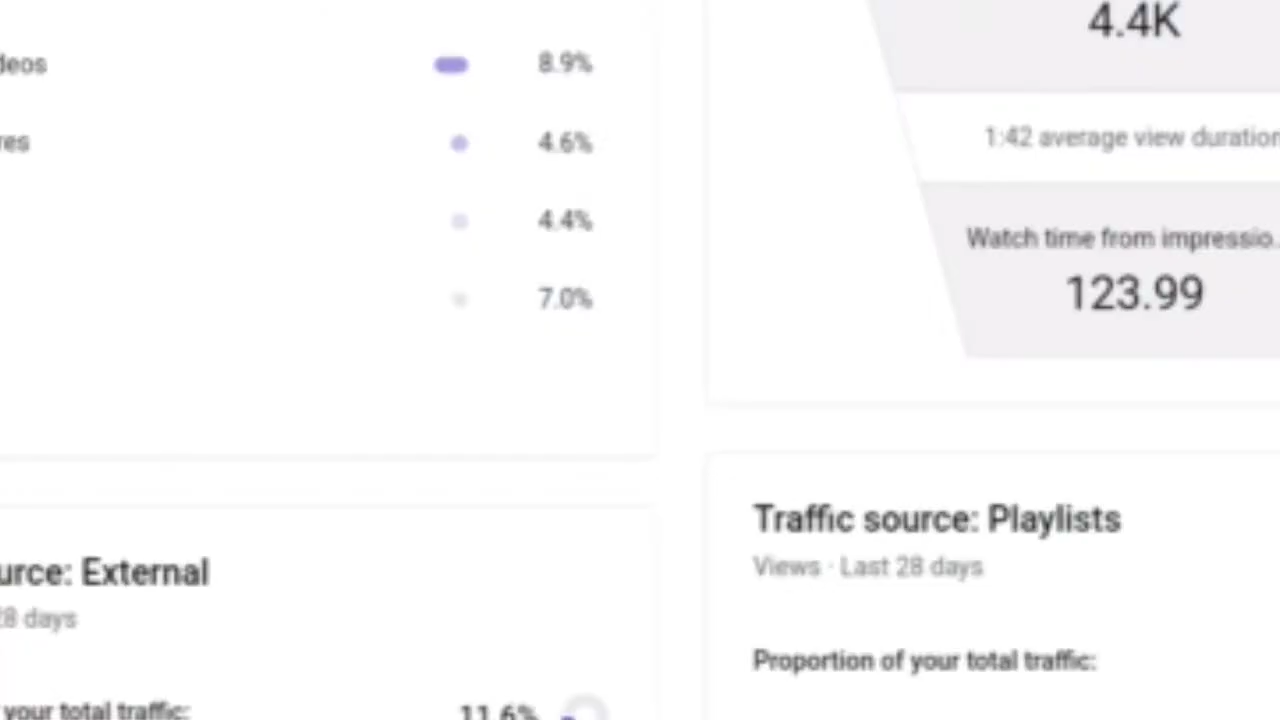 deos 8.9%
res 4.6%
4.4%
7.0%
4.4K
1:42 average view duration
Watch time from impressio...
123.99
urce: External
28 days
your total traffic: 11.6%
Traffic source: Playlists
Views · Last 28 days
Proportion of your total traffic: